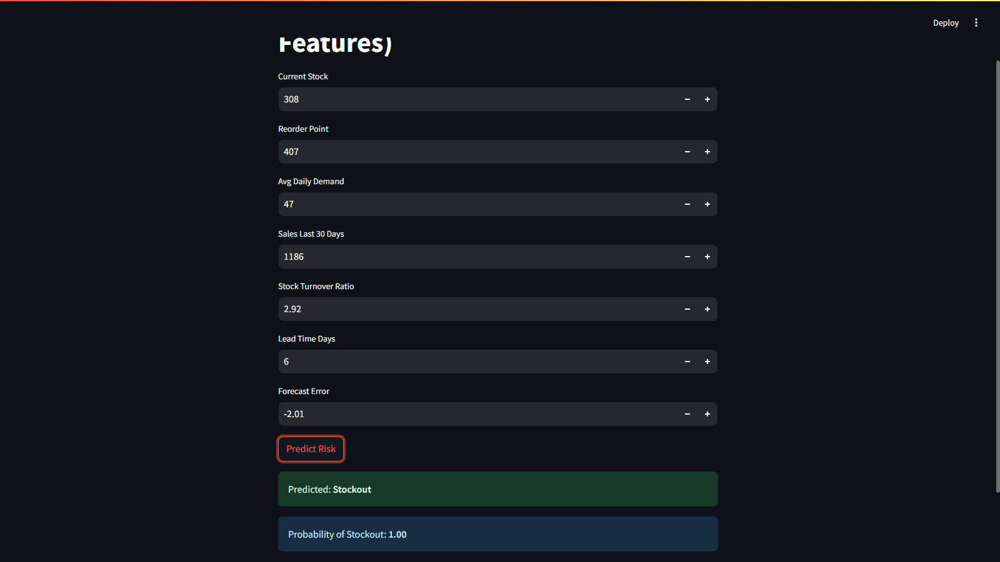 Deploy
Features)
Current Stock
308
Reorder Point
407
Avg Daily Demand
47
Sales Last 30 Days
1186
Stock Turnover Ratio
2.92
Lead Time Days
6
Forecast Error
-2.01
Predict Risk
Predicted: Stockout
Probability of Stockout: 1.00